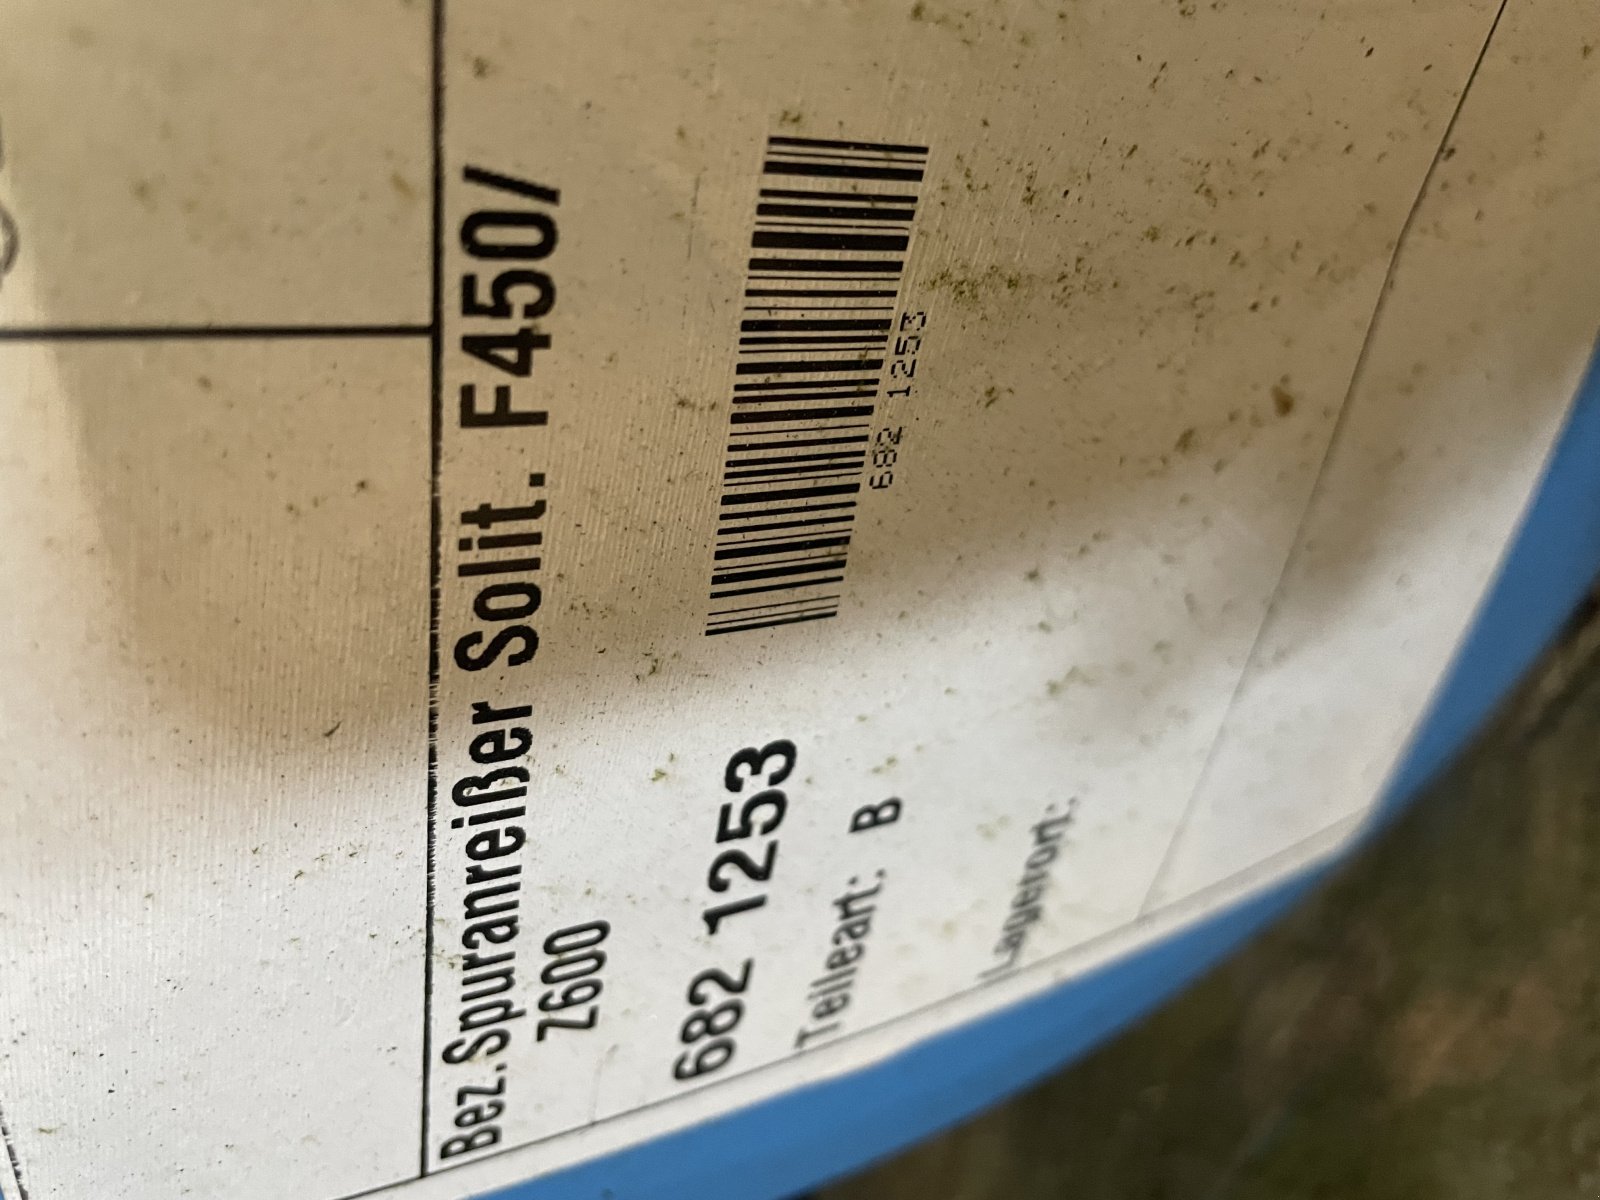 Bez.Spuranreißer Solit. F450/
Z600
682 1253
682 1253
Teileart: B
Lagerort: